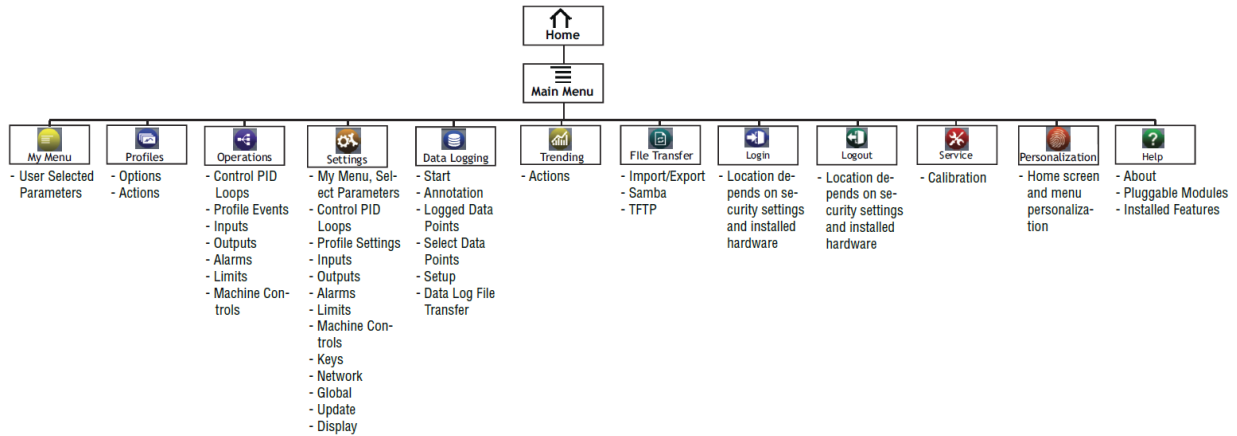 Home
Main Menu
My Menu
- User Selected
Parameters
Profiles
- Options
- Actions
Operations
- Control PID
Loops
- Profile Events
- Inputs
- Outputs
- Alarms
- Limits
- Machine Con-
trols
Settings
- My Menu, Sel-
ect Parameters
- Control PID
Loops
- Profile Settings
- Inputs
- Outputs
- Alarms
- Limits
- Machine Con-
trols
- Keys
- Network
- Global
- Update
- Display
Data Logging
- Start
- Annotation
- Logged Data
Points
- Select Data
Points
- Setup
- Data Log File
Transfer
Trending
- Actions
File Transfer
- Import/Export
- Samba
- TFTP
Login
- Location de-
pends on se-
curity settings
and installed
hardware
Logout
- Location de-
pends on se-
curity settings
and installed
hardware
Service
- Calibration
Personalization
- Home screen
and menu
personaliza-
tion
Help
- About
- Pluggable Modules
- Installed Features